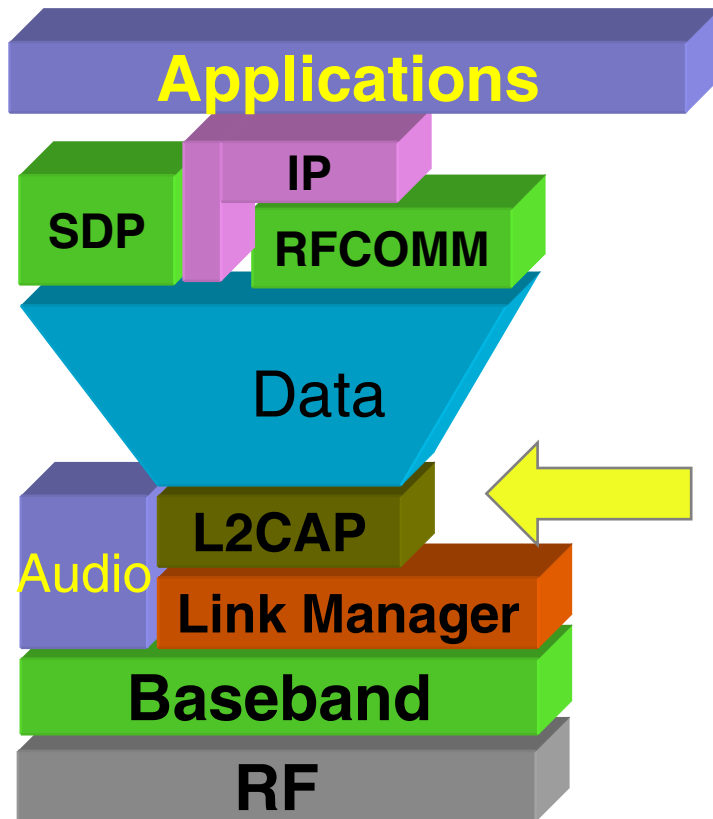 Applications
IP
SDP
RFCOMM
Data
L2CAP
Audio
Link Manager
Baseband
RF